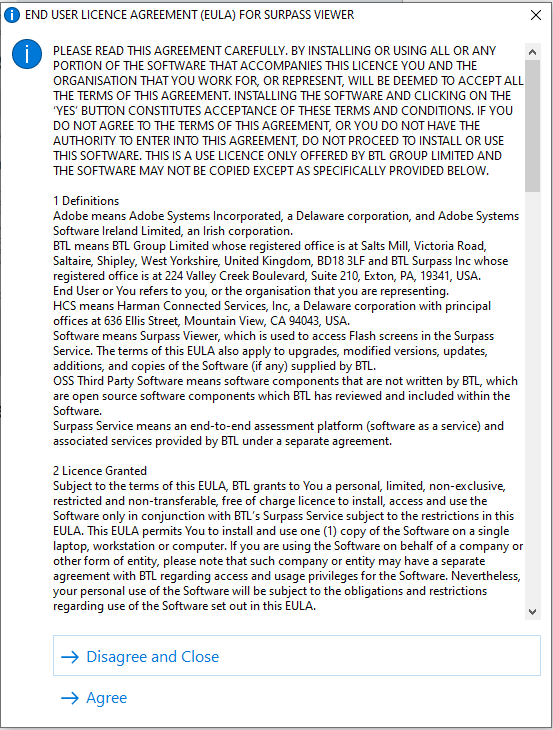 END USER LICENCE AGREEMENT (EULA) FOR SURPASS VIEWER
PLEASE READ THIS AGREEMENT CAREFULLY. BY INSTALLING OR USING ALL OR ANY
PORTION OF THE SOFTWARE THAT ACCOMPANIES THIS LICENCE YOU AND THE
ORGANISATION THAT YOU WORK FOR, OR REPRESENT, WILL BE DEEMED TO ACCEPT ALL
THE TERMS OF THIS AGREEMENT. INSTALLING THE SOFTWARE AND CLICKING ON THE
‘YES’ BUTTON CONSTITUTES ACCEPTANCE OF THESE TERMS AND CONDITIONS. IF YOU
DO NOT AGREE TO THE TERMS OF THIS AGREEMENT, OR YOU DO NOT HAVE THE
AUTHORITY TO ENTER INTO THIS AGREEMENT, DO NOT PROCEED TO INSTALL OR USE
THIS SOFTWARE. THIS IS A USE LICENCE ONLY OFFERED BY BTL GROUP LIMITED AND
THE SOFTWARE MAY NOT BE COPIED EXCEPT AS SPECIFICALLY PROVIDED BELOW.
1 Definitions
Adobe means Adobe Systems Incorporated, a Delaware corporation, and Adobe Systems
Software Ireland Limited, an Irish corporation.
BTL means BTL Group Limited whose registered office is at Salts Mill, Victoria Road,
Saltaire, Shipley, West Yorkshire, United Kingdom, BD18 3LF and BTL Surpass Inc whose
registered office is at 224 Valley Creek Boulevard, Suite 210, Exton, PA, 19341, USA.
End User or You refers to you, or the organisation that you are representing.
HCS means Harman Connected Services, Inc, a Delaware corporation with principal
offices at 636 Ellis Street, Mountain View, CA 94043, USA.
Software means Surpass Viewer, which is used to access Flash screens in the Surpass
Service. The terms of this EULA also apply to upgrades, modified versions, updates,
additions, and copies of the Software (if any) supplied by BTL.
OSS Third Party Software means software components that are not written by BTL, which
are open source software components which BTL has reviewed and included within the
Software.
Surpass Service means an end-to-end assessment platform (software as a service) and
associated services provided by BTL under a separate agreement.
2 Licence Granted
Subject to the terms of this EULA, BTL grants to You a personal, limited, non-exclusive,
restricted and non-transferable, free of charge licence to install, access and use the
Software only in conjunction with BTL’s Surpass Service subject to the restrictions in this
EULA. This EULA permits You to install and use one (1) copy of the Software on a single
laptop, workstation or computer. If you are using the Software on behalf of a company or
other form of entity, please note that such company or entity may have a separate
agreement with BTL regarding access and usage privileges for the Software. Nevertheless,
your personal use of the Software will be subject to the obligations and restrictions
regarding use of the Software set out in this EULA.
Disagree and Close
Agree